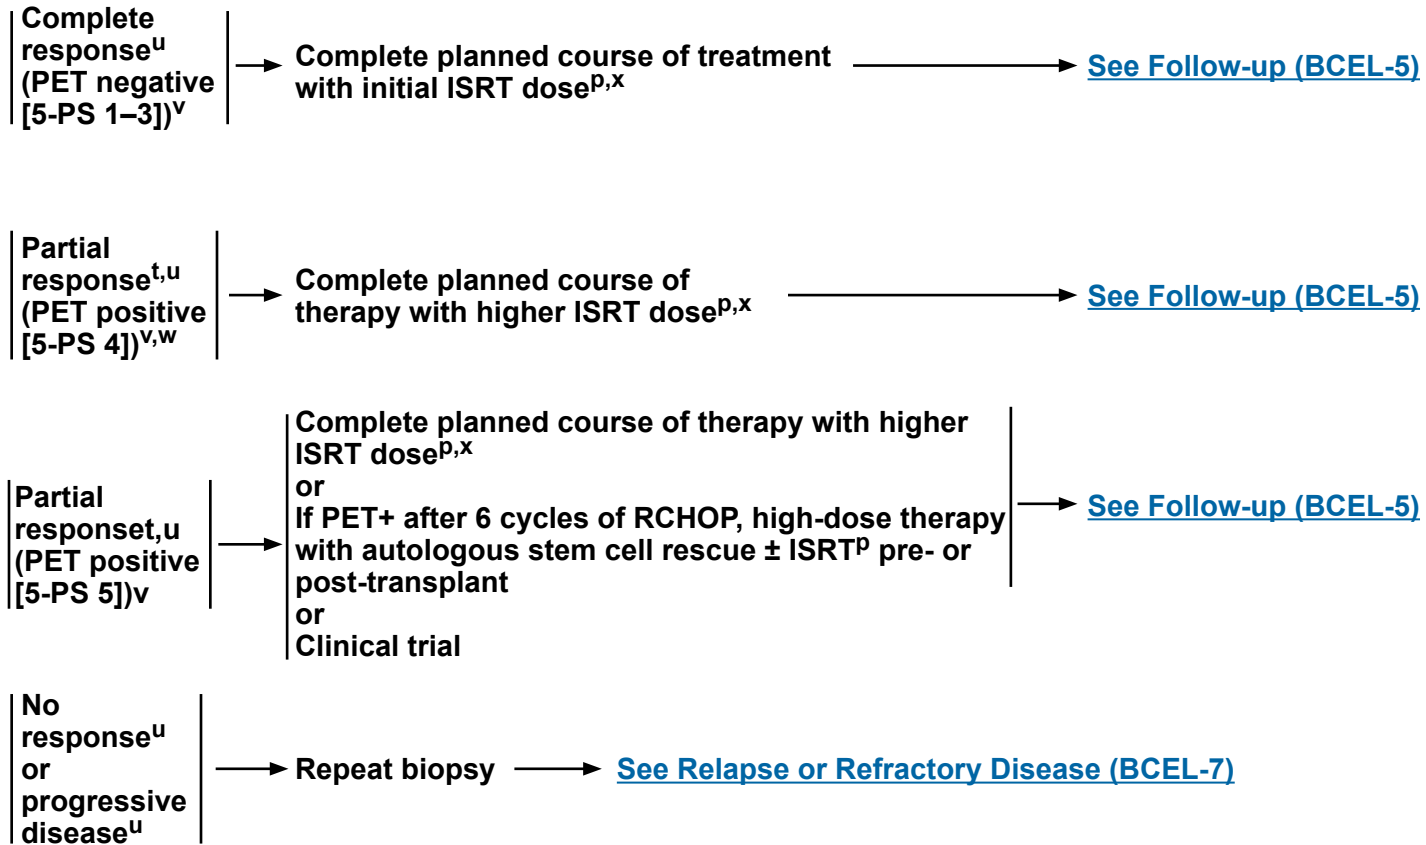 Complete
responseᵘ
(PET negative
[5-PS 1–3])ᵛ
Complete planned course of treatment
with initial ISRT doseᵖ,ˣ
See Follow-up (BCEL-5)
Partial
responseᵗ,ᵘ
(PET positive
[5-PS 4])ᵛ,ʷ
Complete planned course of
therapy with higher ISRT doseᵖ,ˣ
See Follow-up (BCEL-5)
Partial
responset,u
(PET positive
[5-PS 5])v
Complete planned course of therapy with higher
ISRT doseᵖ,ˣ
or
If PET+ after 6 cycles of RCHOP, high-dose therapy
with autologous stem cell rescue ± ISRTᵖ pre- or
post-transplant
or
Clinical trial
See Follow-up (BCEL-5)
No
responseᵘ
or
progressive
diseaseᵘ
Repeat biopsy
See Relapse or Refractory Disease (BCEL-7)